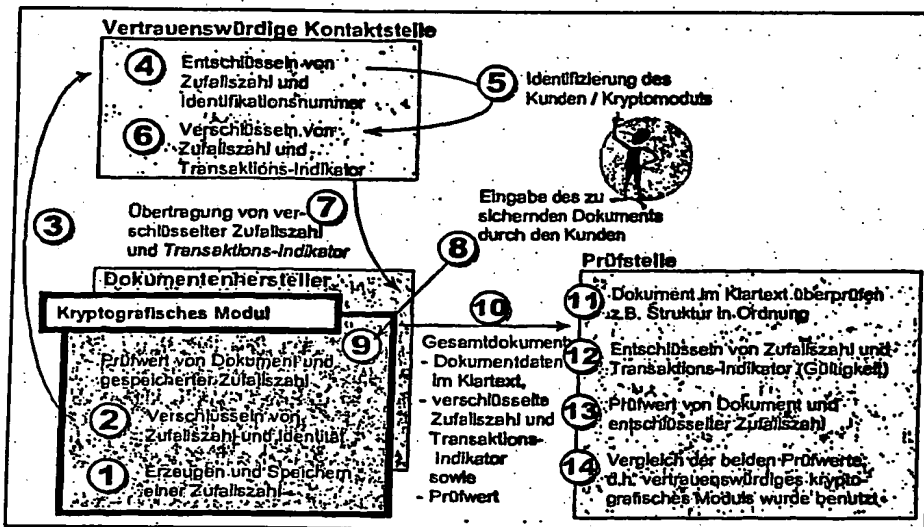 Vertrauenswürdige Kontaktstelle
4 Entschlüsseln von
Zufallszahl und
Identifikationsnummer
5 Identifizierung des
Kunden / Kryptomoduls
6 Verschlüsseln von
Zufallszahl und
Transaktions-Indikator
3
Übertragung von ver- 7
schlüsselter Zufallszahl
und Transaktions-Indikator
Eingabe des zu
sichernden Dokuments
durch den Kunden
8
Dokumentenhersteller
Kryptografisches Modul
9
Prüfwert von Dokument und
gespeicherter Zufallszahl
2 Verschlüsseln von
Zufallszahl und Identität
1 Erzeugen und Speichern
einer Zufallszahl
10
Gesamtdokument
- Dokumentdaten
im Klartext,
- verschlüsselte
Zufallszahl und
Transaktions-
Indikator
sowie
- Prüfwert
Prüfstelle
11 Dokument im Klartext überprüfen
z.B. Struktur in Ordnung
12 Entschlüsseln von Zufallszahl und
Transaktions-Indikator (Gültigkeit)
13 Prüfwert von Dokument und
entschlüsselter Zufallszahl
14 Vergleich der beiden Prüfwerte,
d.h. vertrauenswürdiges krypto-
grafisches Moduls wurde benutzt